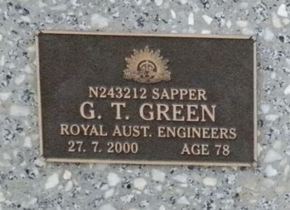 N243212 SAPPER
G. T. GREEN
ROYAL AUST. ENGINEERS
27. 7. 2000 AGE 78